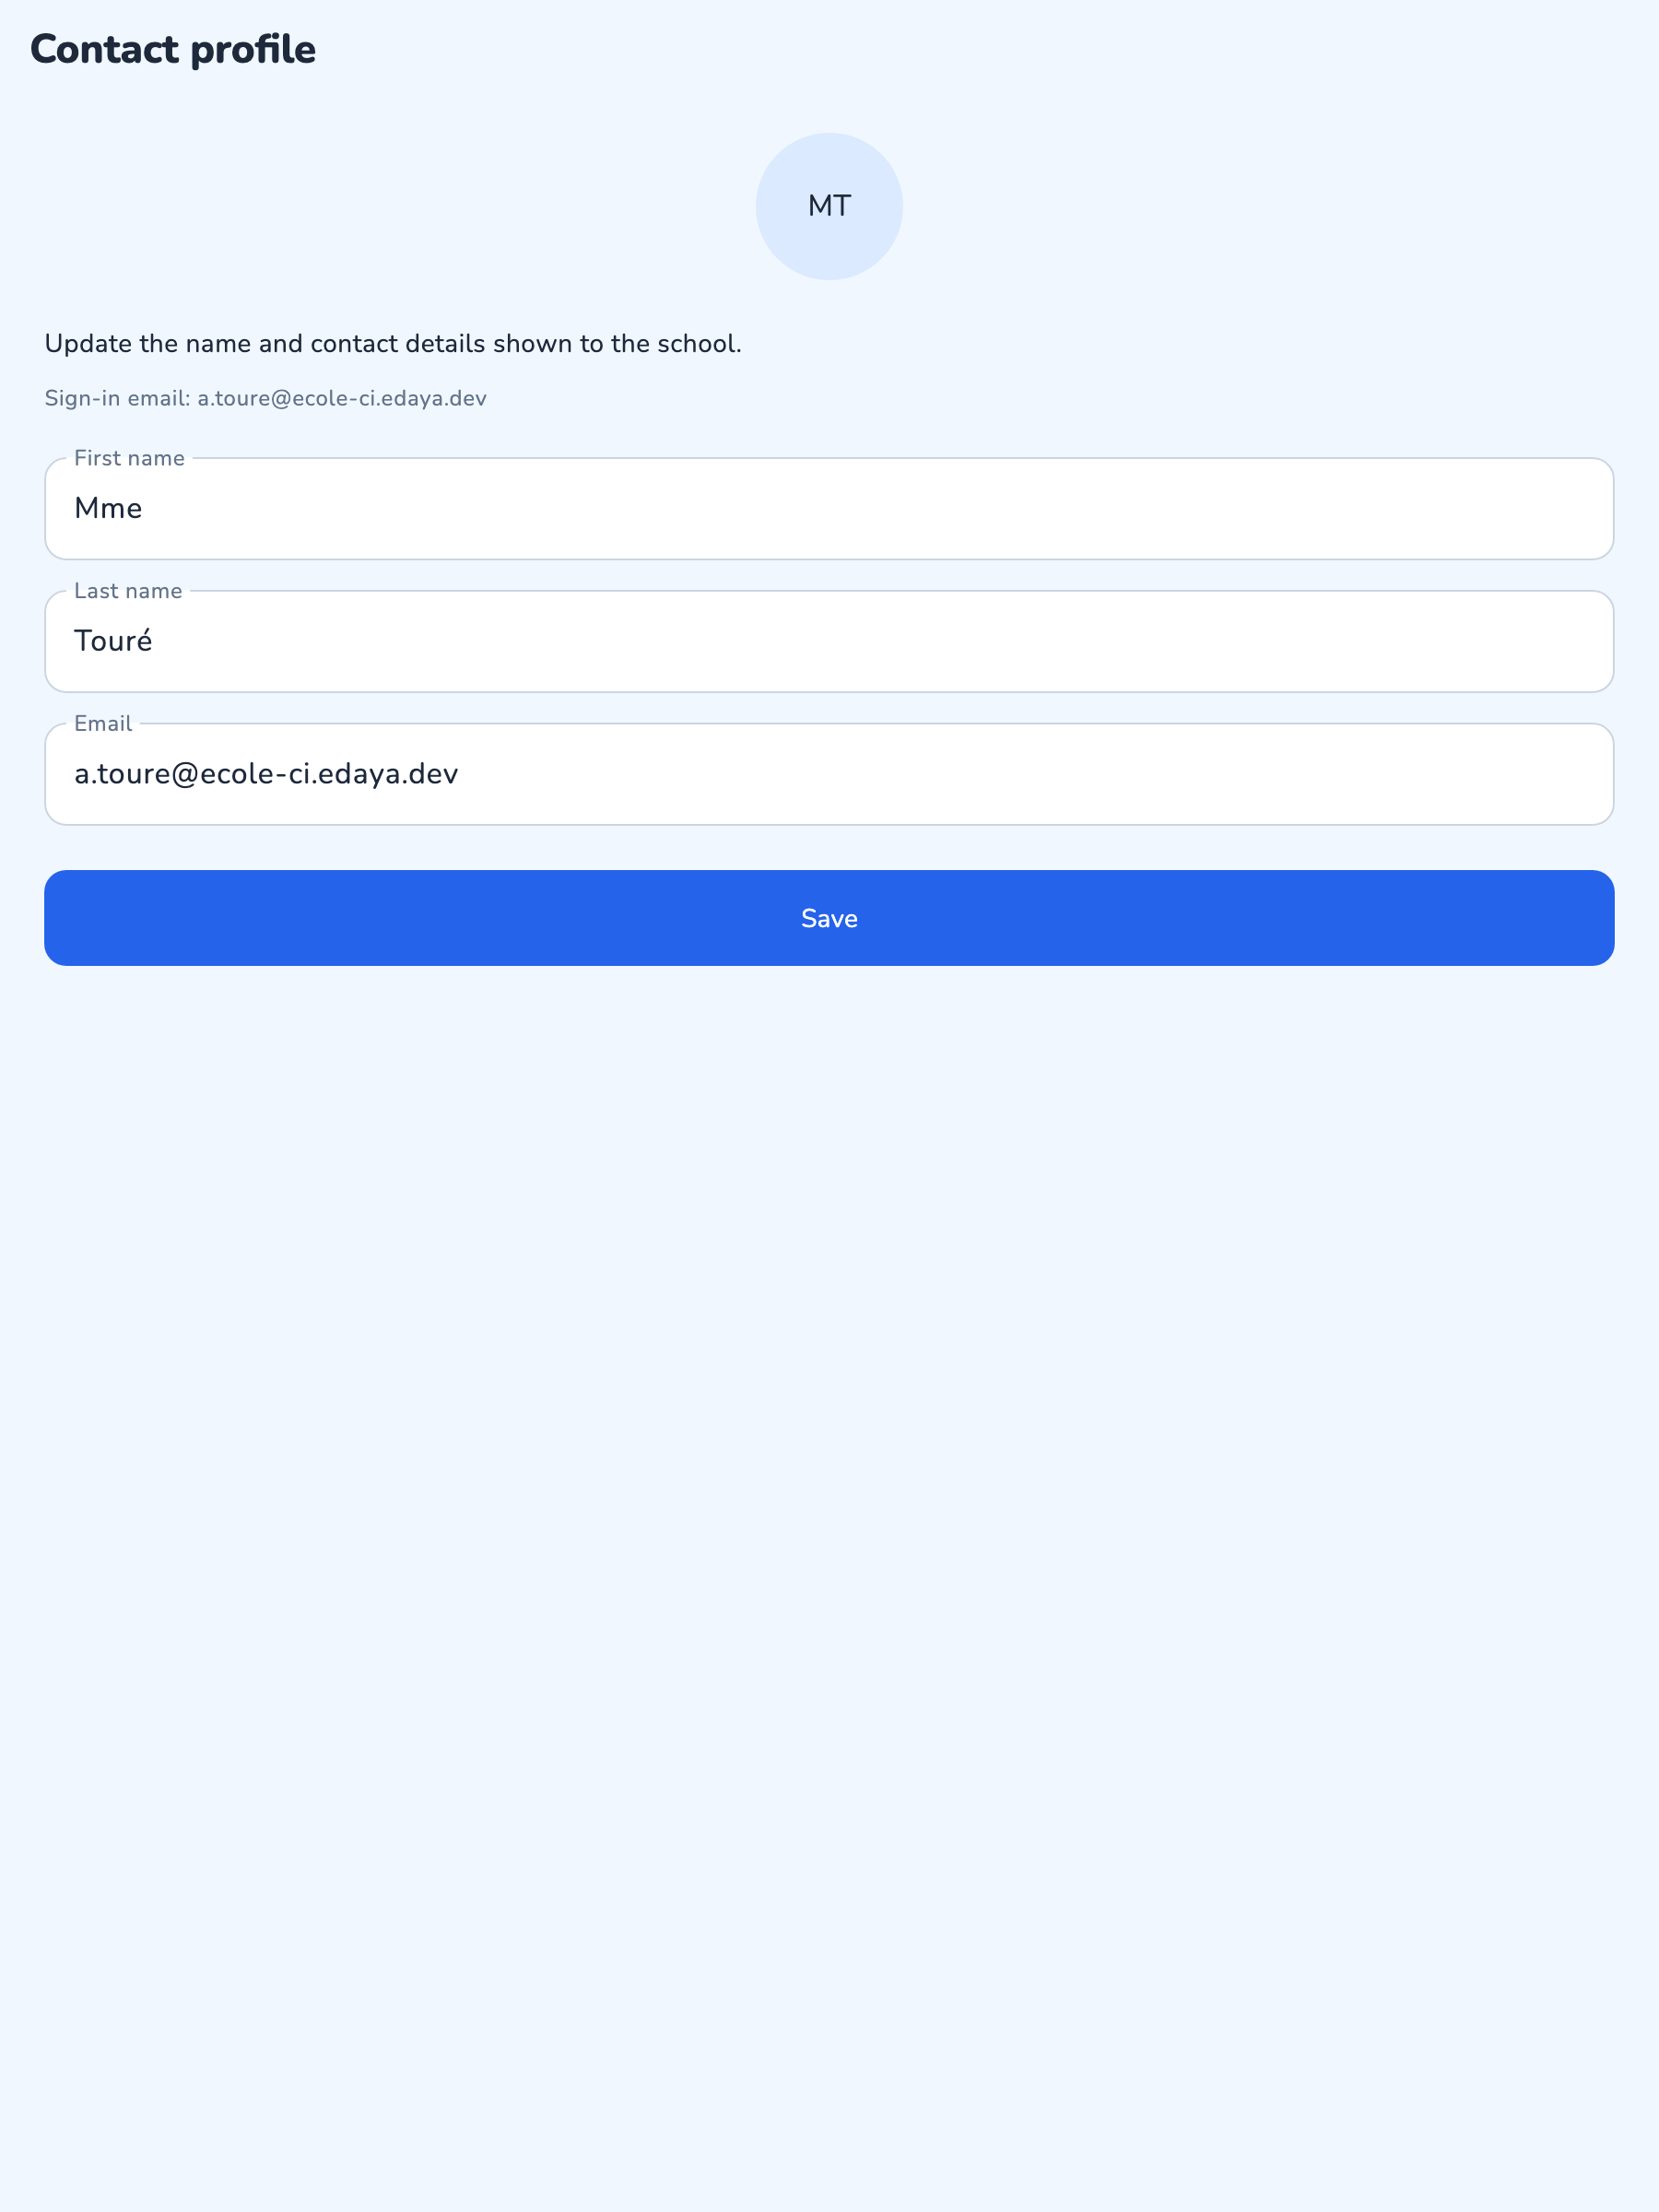 Contact profile
MT
Update the name and contact details shown to the school.
Sign-in email: a.toure@ecole-ci.edaya.dev
First name
Mme
Last name
Touré
Email
a.toure@ecole-ci.edaya.dev
Save